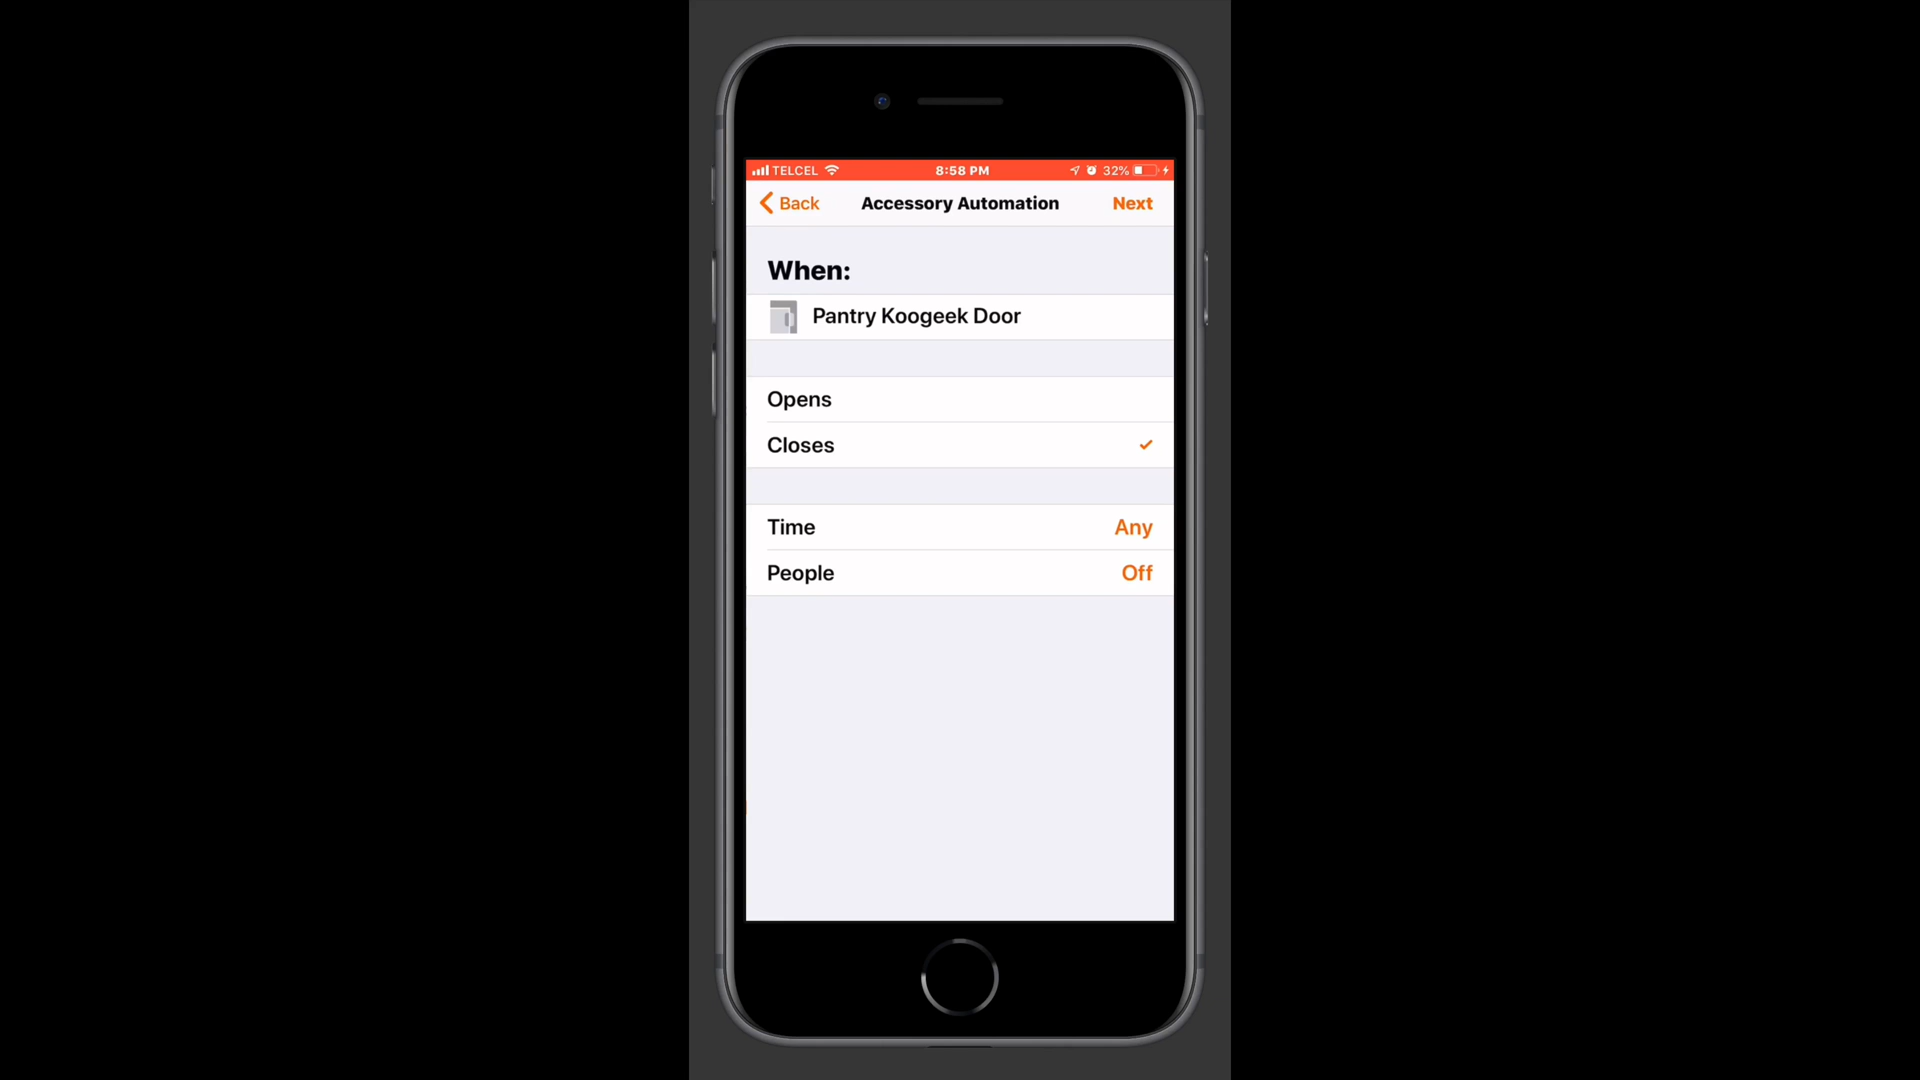 TELCEL 8:58 PM 32%
Back Accessory Automation Next
When:
Pantry Koogeek Door
Opens
Closes
Time Any
People Off